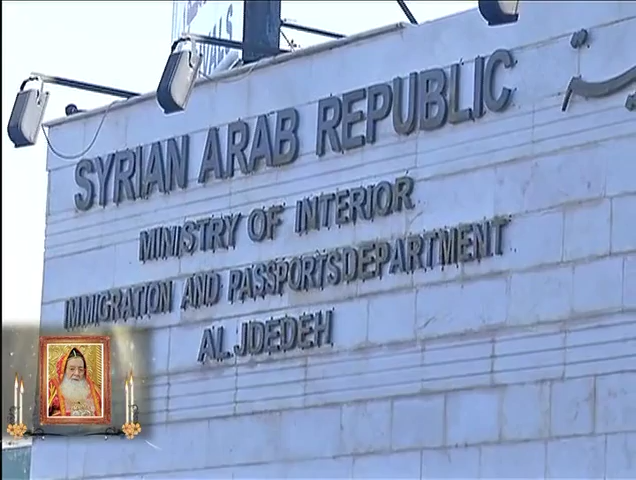 SYRIAN ARAB REPUBLIC
MINISTRY OF INTERIOR
IMMIGRATION AND PASSPORTSDEPARTMENT
AL JDEDEH